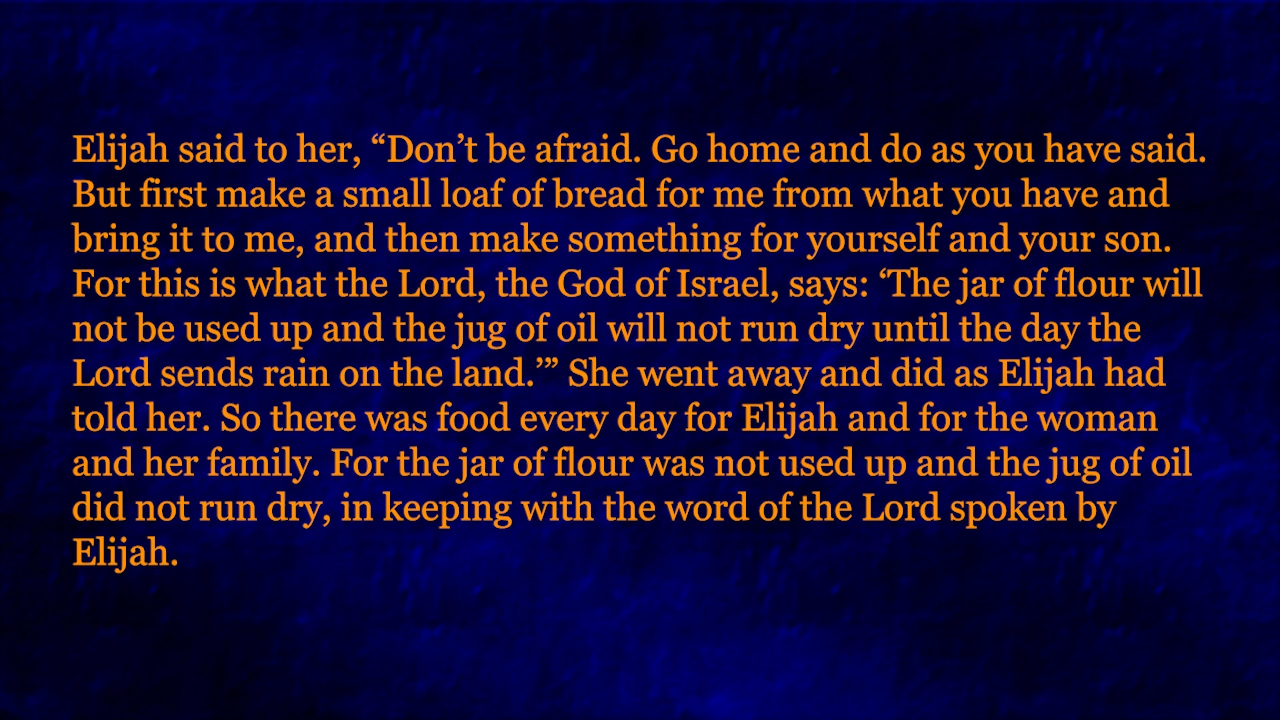 Elijah said to her, “Don’t be afraid. Go home and do as you have said.
But first make a small loaf of bread for me from what you have and
bring it to me, and then make something for yourself and your son.
For this is what the Lord, the God of Israel, says: ‘The jar of flour will
not be used up and the jug of oil will not run dry until the day the
Lord sends rain on the land.’” She went away and did as Elijah had
told her. So there was food every day for Elijah and for the woman
and her family. For the jar of flour was not used up and the jug of oil
did not run dry, in keeping with the word of the Lord spoken by
Elijah.